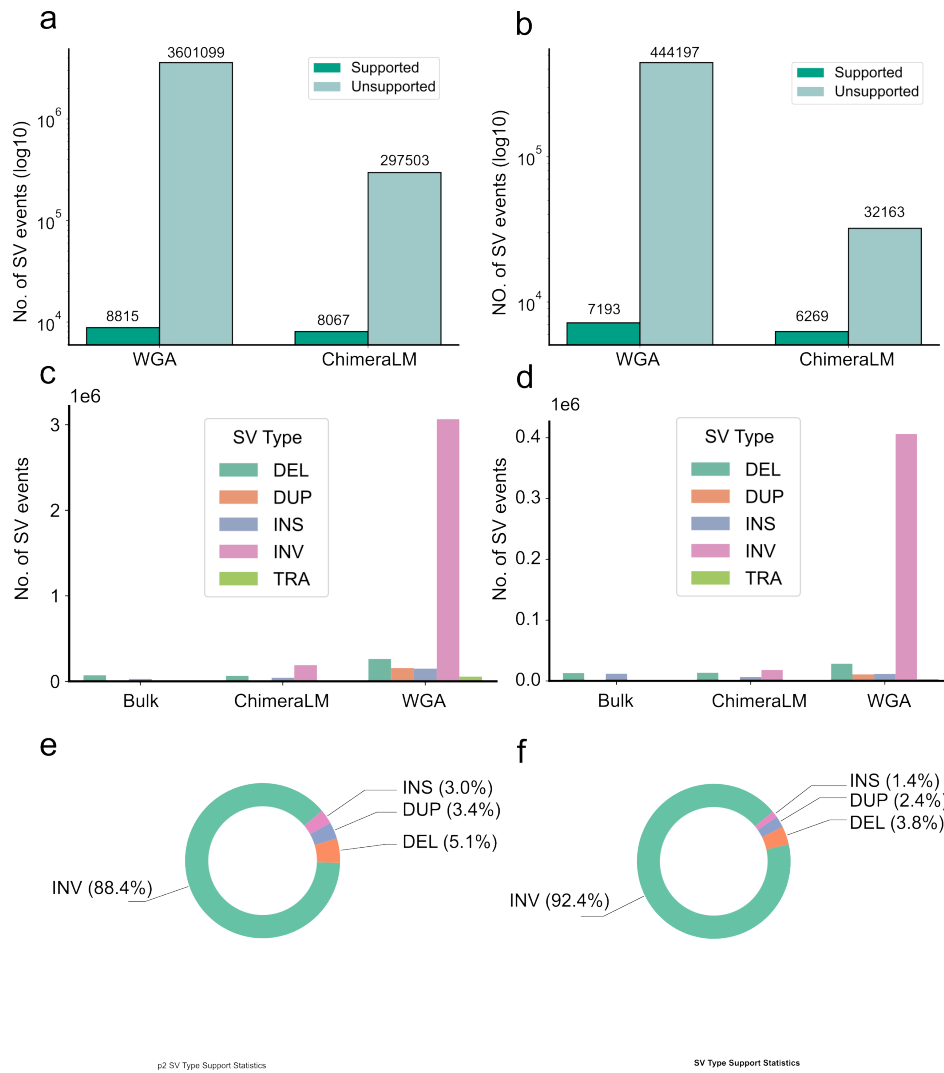 a
3601099
Supported
Unsupported
297503
8815
8067
10^6
10^5
10^4
No. of SV events (log10)
WGA
ChimeraLM
b
444197
Supported
Unsupported
32163
7193
6269
10^5
10^4
NO. of SV events (log10)
WGA
ChimeraLM
c
1e6
3
2
1
0
No. of SV events
SV Type
DEL
DUP
INS
INV
TRA
Bulk
ChimeraLM
WGA
d
1e6
0.4
0.3
0.2
0.1
0.0
No. of SV events
SV Type
DEL
DUP
INS
INV
TRA
Bulk
ChimeraLM
WGA
e
INS (3.0%)
DUP (3.4%)
DEL (5.1%)
INV (88.4%)
f
INS (1.4%)
DUP (2.4%)
DEL (3.8%)
INV (92.4%)
p2 SV Type Support Statistics
SV Type Support Statistics